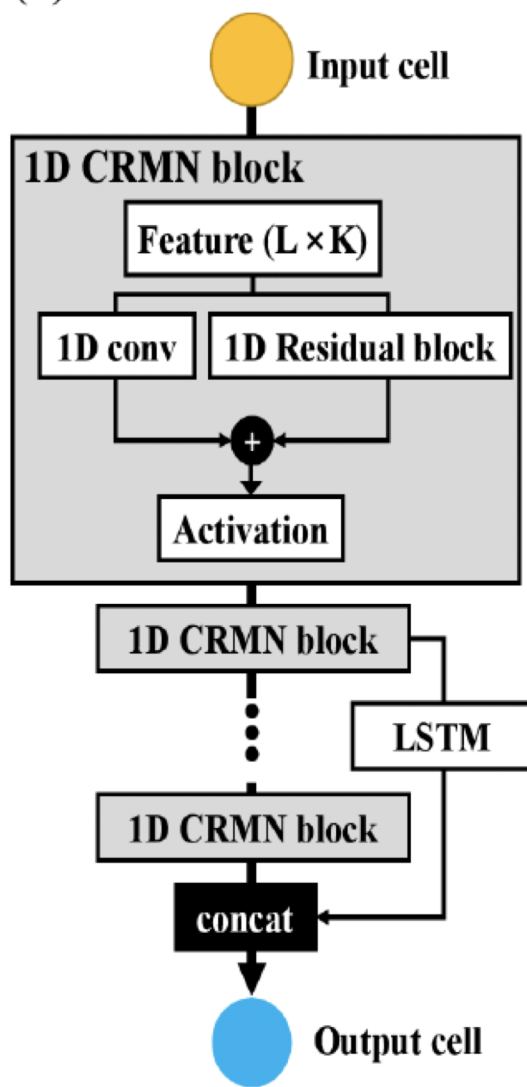 Input cell
1D CRMN block
Feature (L × K)
1D conv
1D Residual block
+
Activation
1D CRMN block
LSTM
1D CRMN block
concat
Output cell